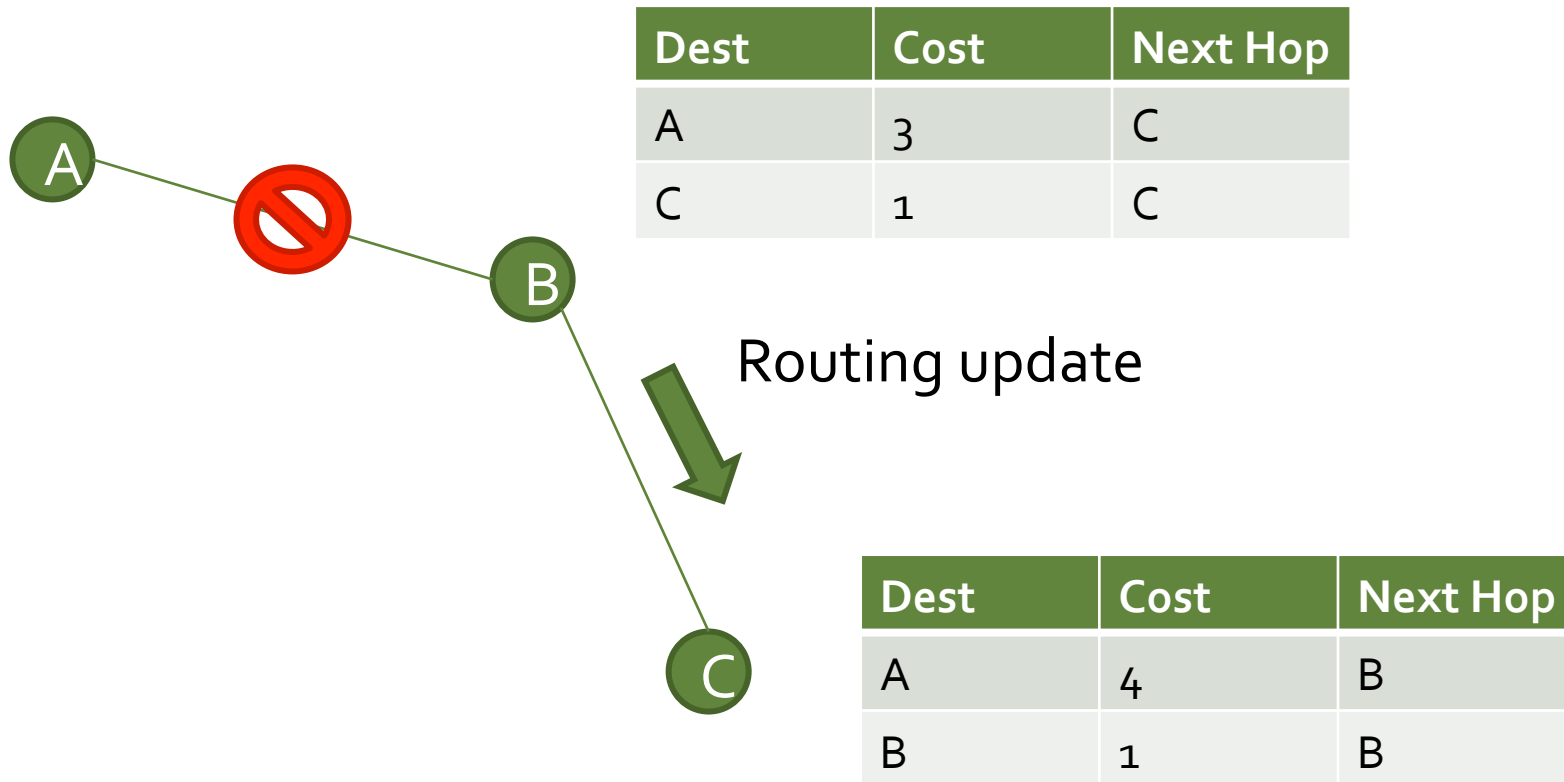 Dest Cost Next Hop
A 3 C
C 1 C
A
B
Routing update
Dest Cost Next Hop
A 4 B
B 1 B
C